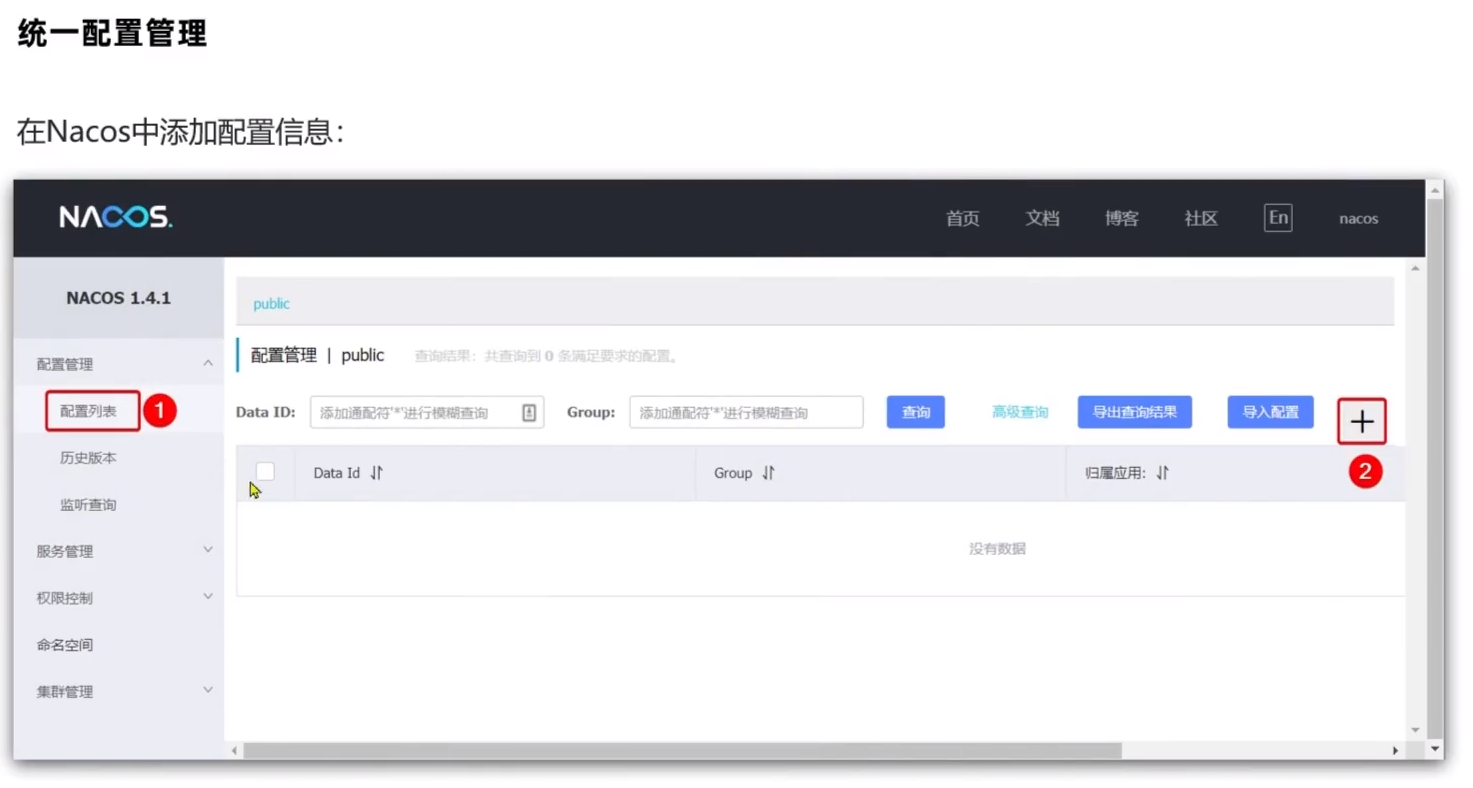 统一配置管理
在Nacos中添加配置信息：
NACOS. 首页 文档 博客 社区 En nacos
NACOS 1.4.1
public
配置管理 | public 查询结果：共查询到 0 条满足要求的配置。
配置管理
配置列表 1
历史版本
监听查询
服务管理
权限控制
命名空间
集群管理
Data ID: 添加通配符'*'进行模糊查询 Group: 添加通配符'*'进行模糊查询 查询 高级查询 导出查询结果 导入配置 +
2
Data Id Group 归属应用:
没有数据